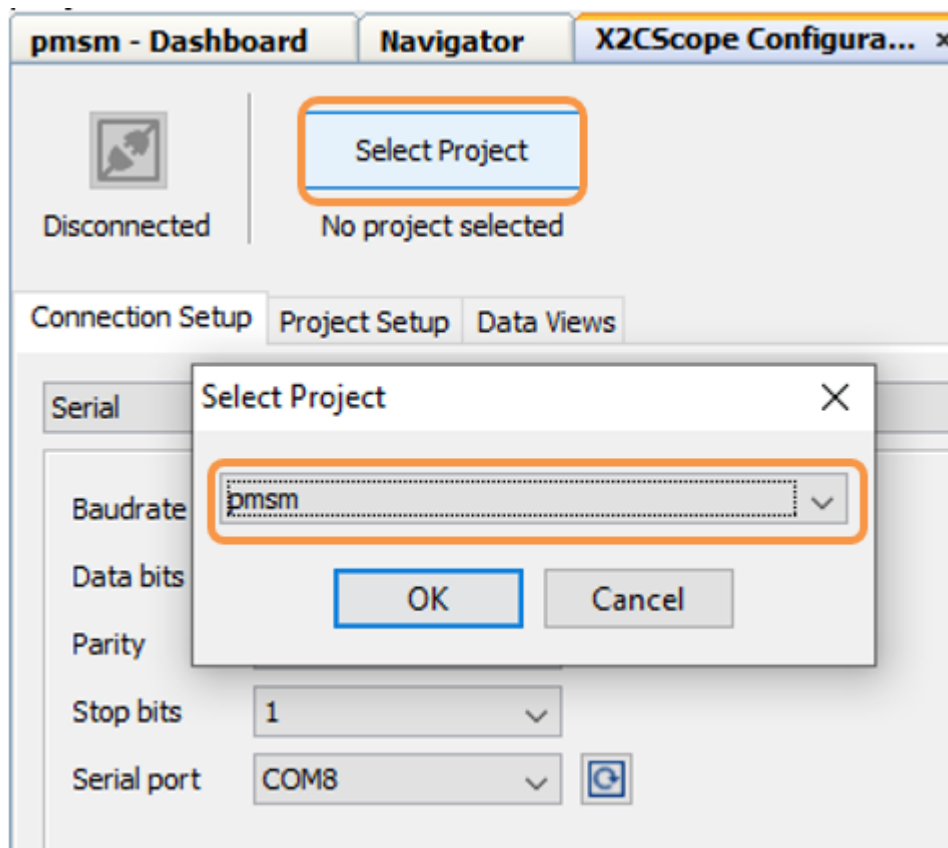 pmsm - Dashboard Navigator X2CScope Configura... ×
Select Project
Disconnected No project selected
Connection Setup Project Setup Data Views
Serial
Select Project
pmsm
Baudrate
Data bits
OK Cancel
Parity
Stop bits 1
Serial port COM8